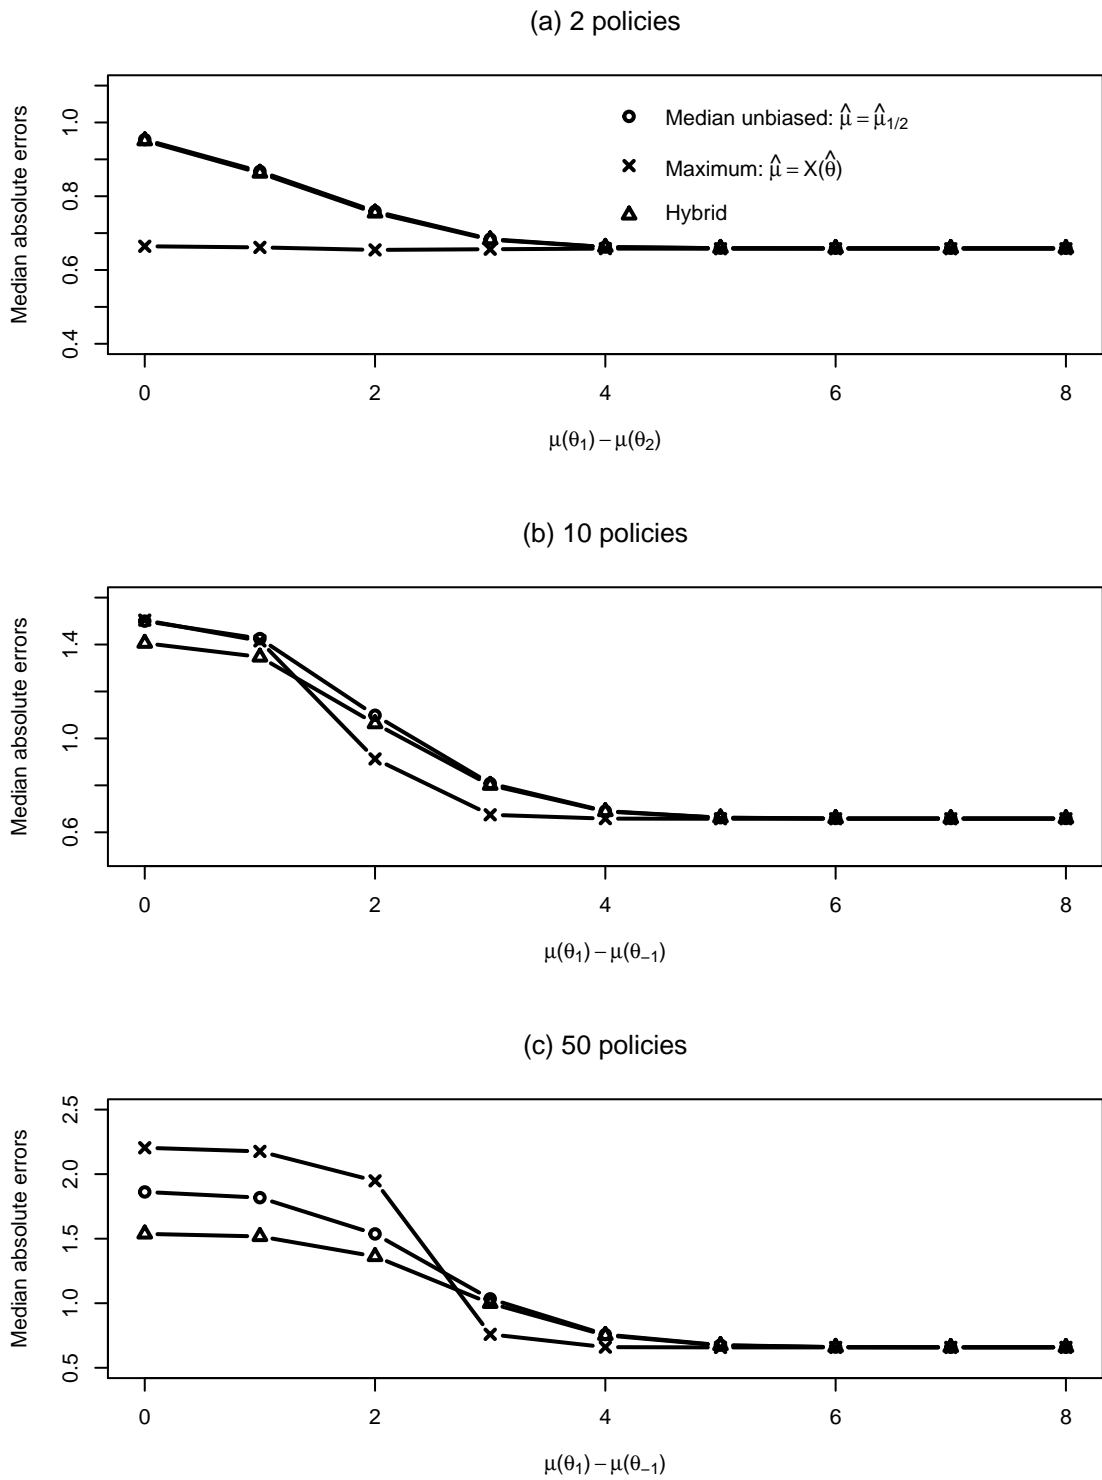 (a) 2 policies
Median absolute errors
1.0
0.8
0.6
0.4
Median unbiased: μ̂ = μ̂1/2
Maximum: μ̂ = X(θ̂)
Hybrid
0 2 4 6 8
μ(θ1) − μ(θ2)
(b) 10 policies
Median absolute errors
1.4
1.0
0.6
0 2 4 6 8
μ(θ1) − μ(θ−1)
(c) 50 policies
Median absolute errors
2.5
2.0
1.5
1.0
0.5
0 2 4 6 8
μ(θ1) − μ(θ−1)